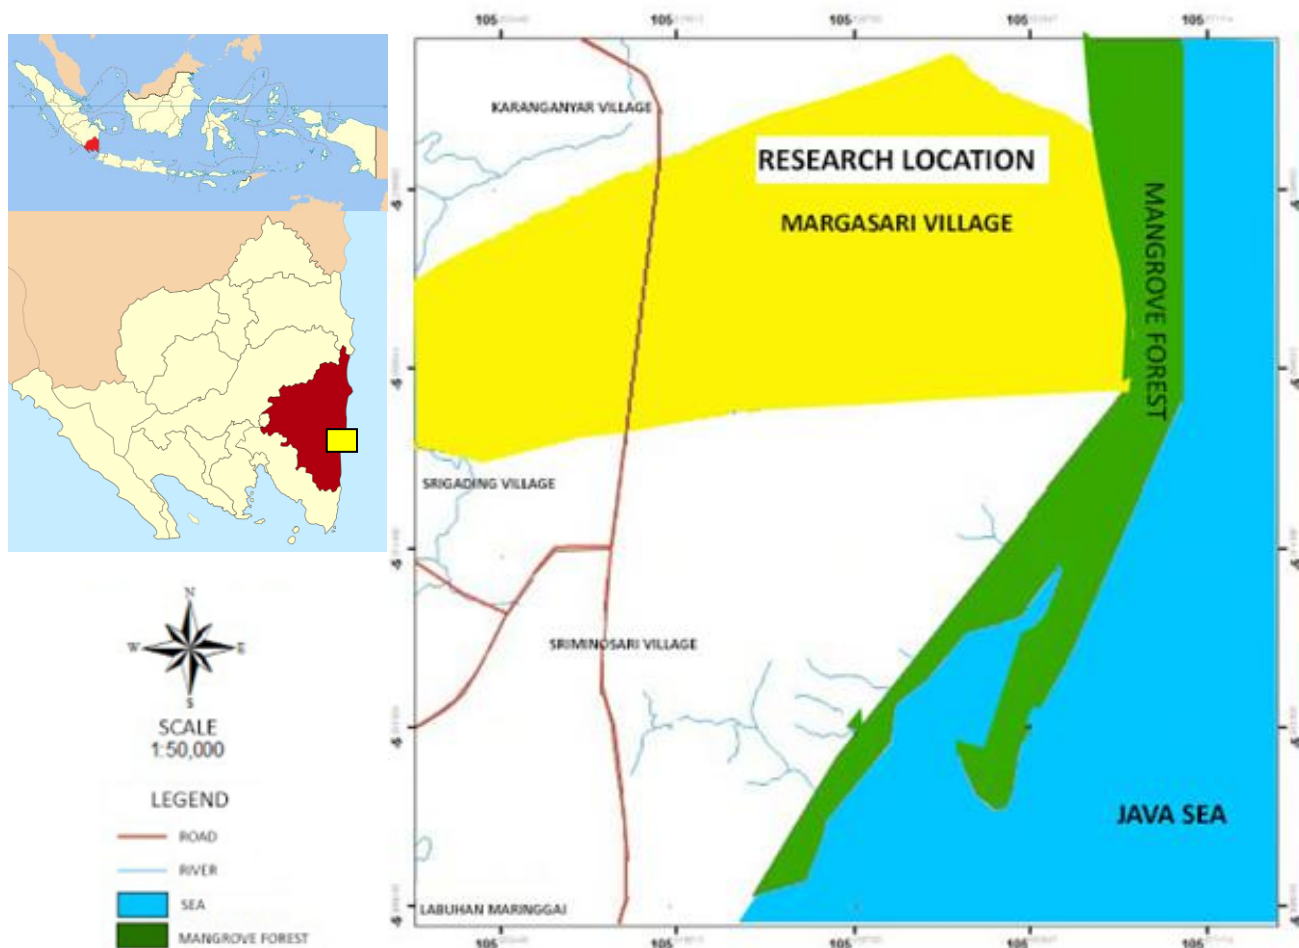 105 105 105 105 105
KARANGANYAR VILLAGE
RESEARCH LOCATION
MARGASARI VILLAGE
MANGROVE FOREST
SRIGADING VILLAGE
SRIMINOSARI VILLAGE
JAVA SEA
LABUHAN MARINGGAI
105 105 105 105 105
N
W E
S
SCALE
1:50,000
LEGEND
ROAD
RIVER
SEA
MANGROVE FOREST